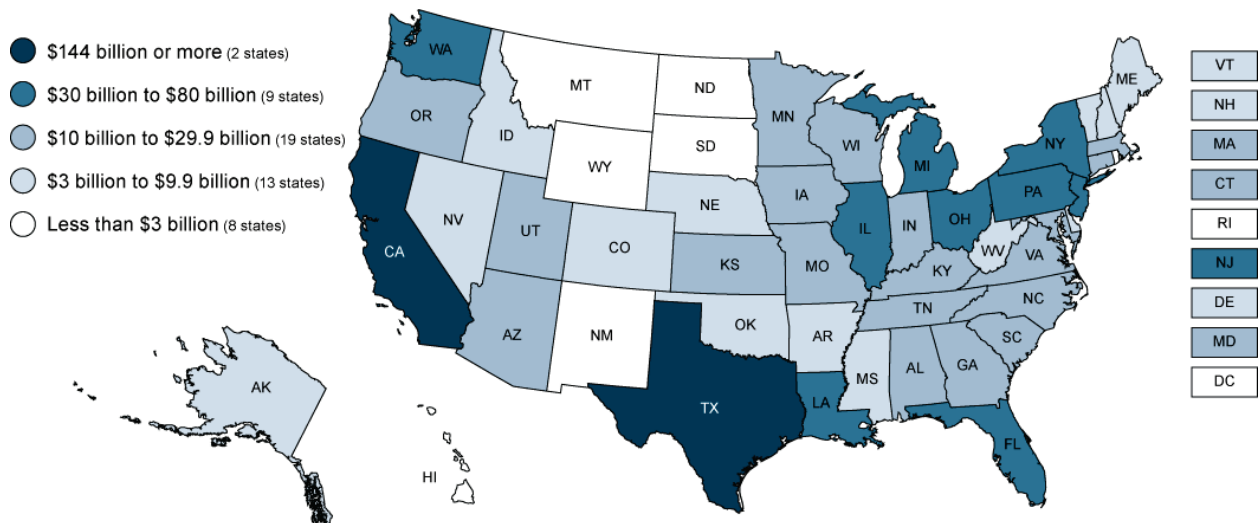 $144 billion or more (2 states)
$30 billion to $80 billion (9 states)
$10 billion to $29.9 billion (19 states)
$3 billion to $9.9 billion (13 states)
Less than $3 billion (8 states)
WA
MT
ND
MN
ME
OR
ID
SD
WI
MI
NY
WY
NE
IA
PA
NV
UT
CO
IL
IN
OH
CA
KS
MO
KY
WV
VA
AZ
NM
OK
AR
TN
NC
TX
LA
MS
AL
GA
SC
FL
AK
HI
VT
NH
MA
CT
RI
NJ
DE
MD
DC